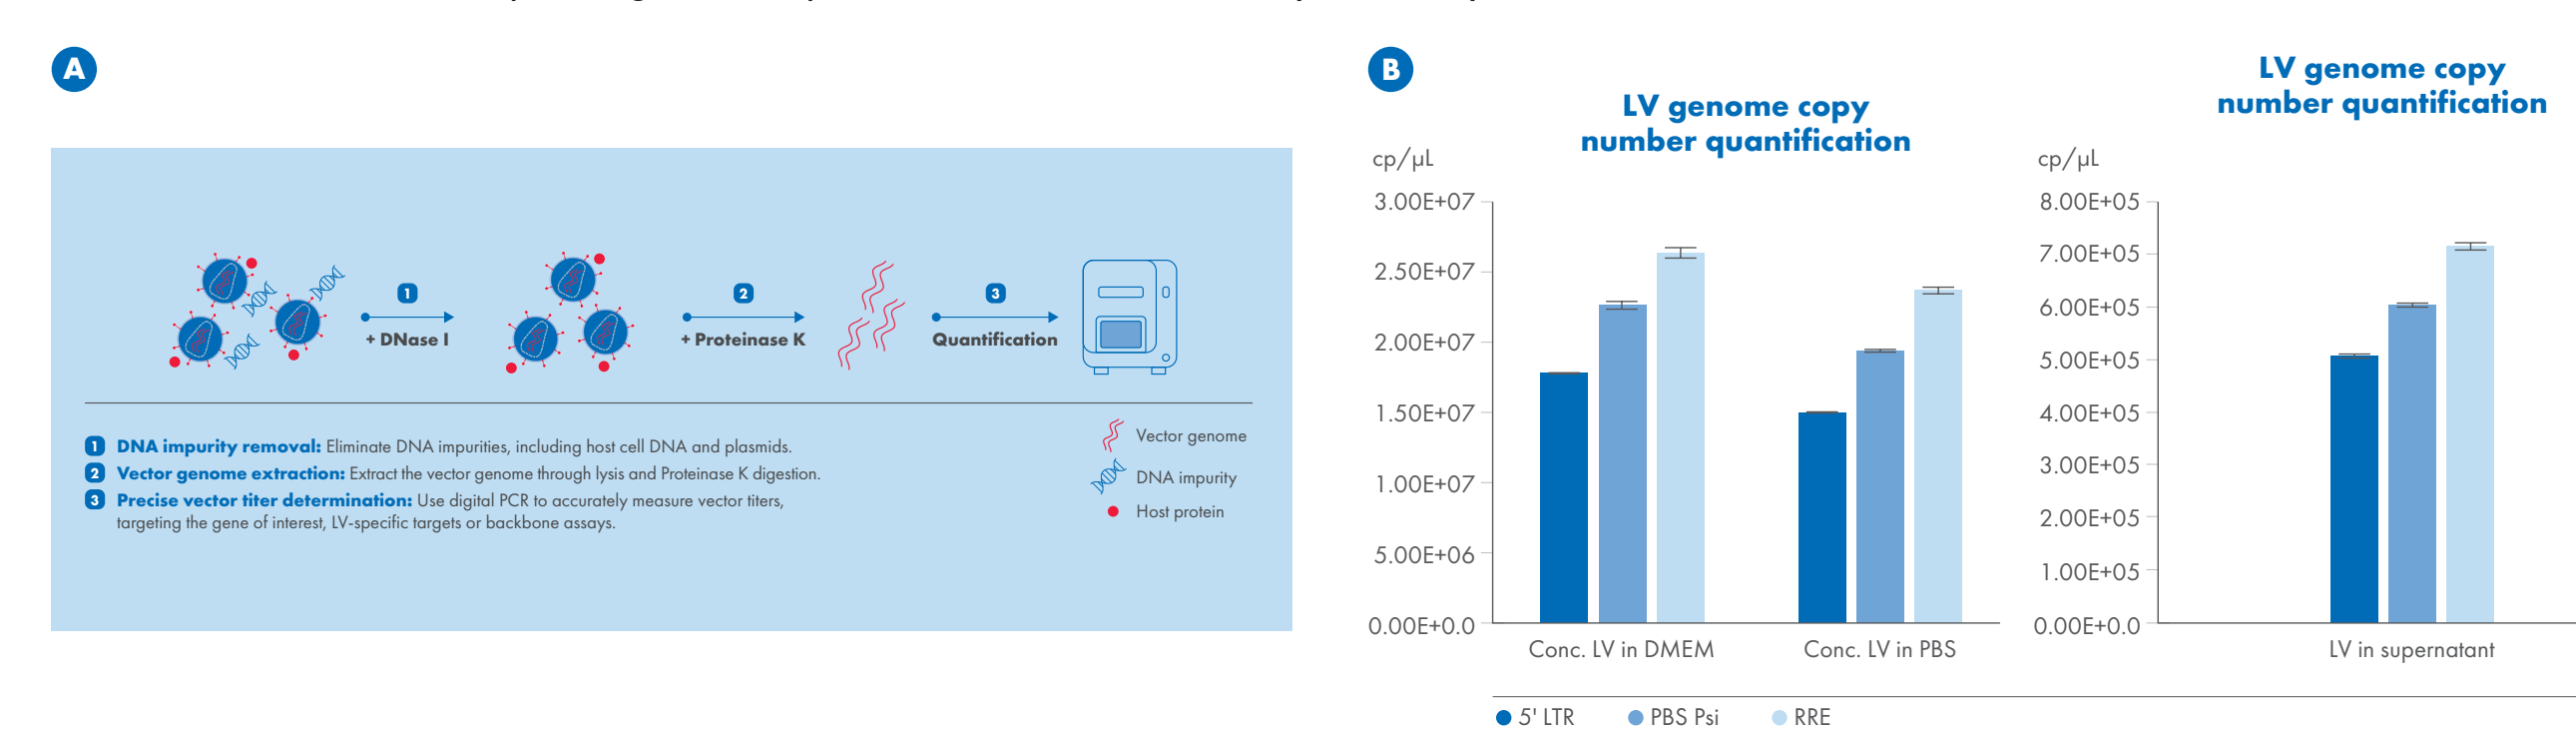 A
1
2
3
+ DNase I
+ Proteinase K
Quantification
1 DNA impurity removal: Eliminate DNA impurities, including host cell DNA and plasmids.
2 Vector genome extraction: Extract the vector genome through lysis and Proteinase K digestion.
3 Precise vector titer determination: Use digital PCR to accurately measure vector titers,
targeting the gene of interest, LV-specific targets or backbone assays.
Vector genome
DNA impurity
Host protein
B
LV genome copy
number quantification
cp/µL
3.00E+07
2.50E+07
2.00E+07
1.50E+07
1.00E+07
5.00E+06
0.00E+0.0
Conc. LV in DMEM
Conc. LV in PBS
LV genome copy
number quantification
cp/µL
8.00E+05
7.00E+05
6.00E+05
5.00E+05
4.00E+05
3.00E+05
2.00E+05
1.00E+05
0.00E+0.0
LV in supernatant
5' LTR
PBS Psi
RRE